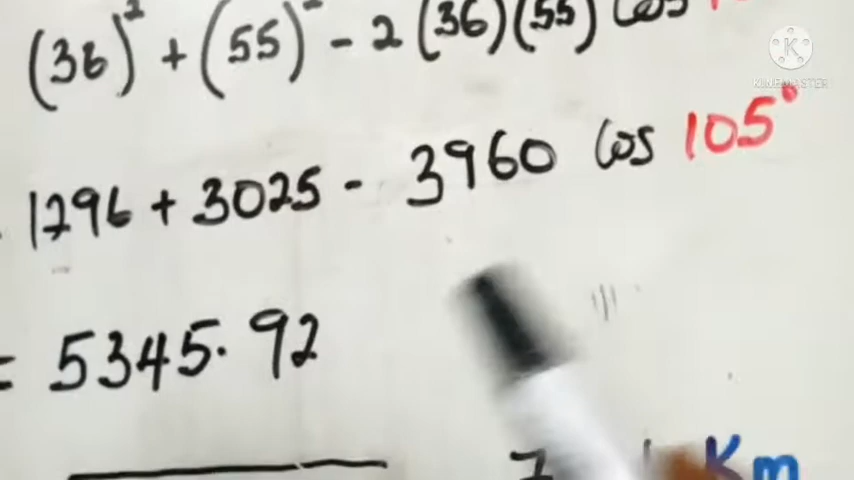 (36)² + (55)² - 2(36)(55) cos
KINEMASTER
1296 + 3025 - 3960 cos 105°
= 5345.92
Km